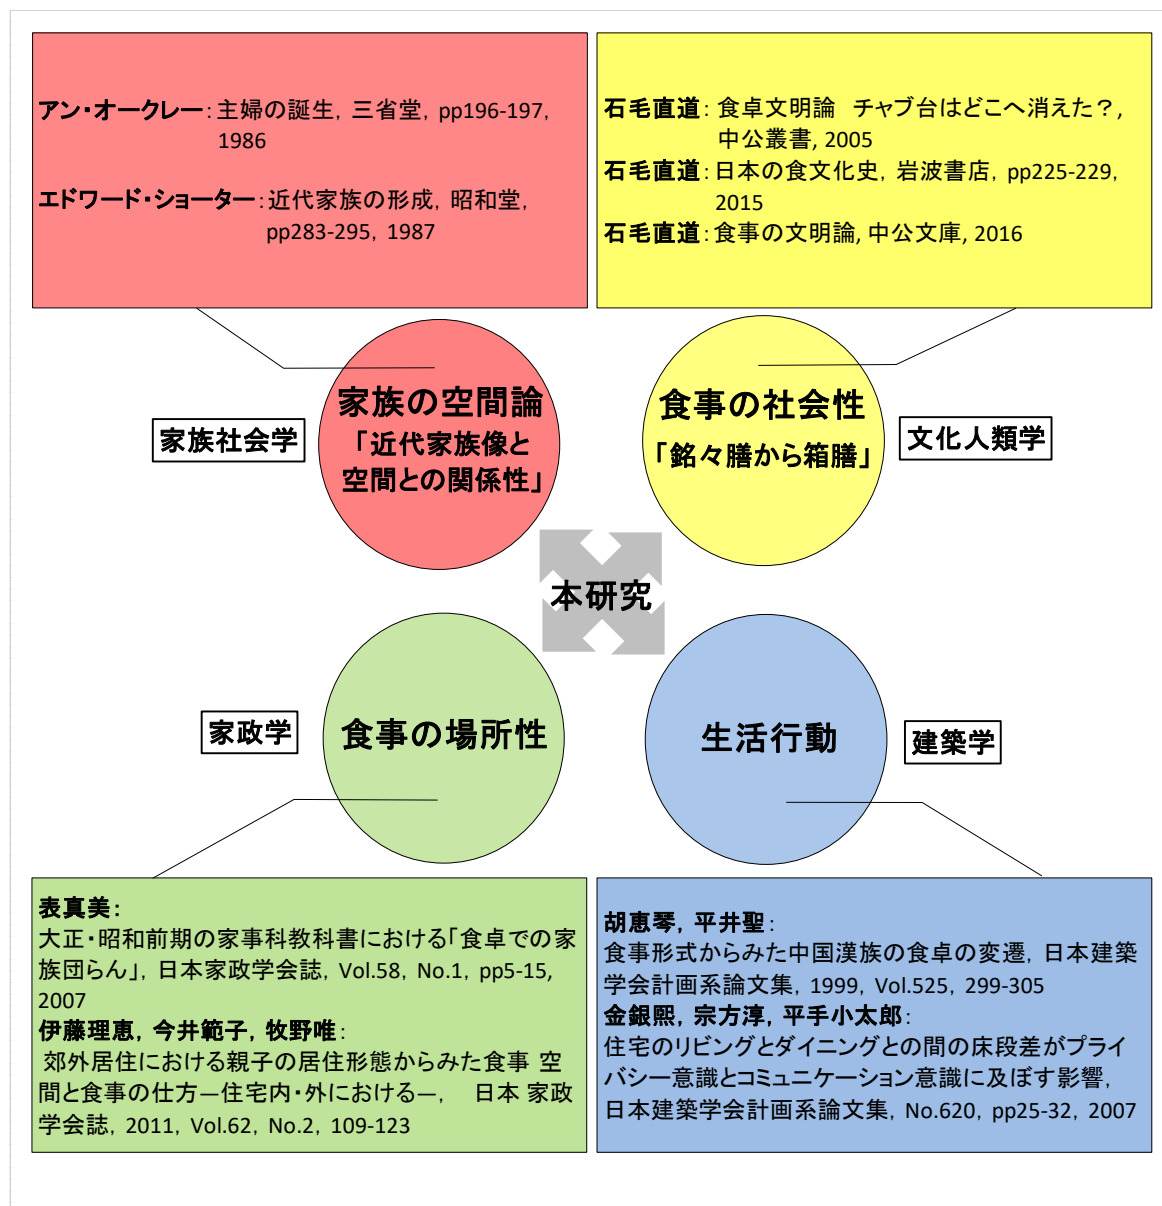 アン・オークレー：主婦の誕生，三省堂，pp196-197，
1986
エドワード・ショーター：近代家族の形成，昭和堂，
pp283-295，1987
石毛直道：食卓文明論　チャブ台はどこへ消えた？，
中公叢書, 2005
石毛直道：日本の食文化史，岩波書店，pp225-229，
2015
石毛直道：食事の文明論, 中公文庫, 2016
家族の空間論
「近代家族像と
空間との関係性」
家族社会学
食事の社会性
「銘々膳から箱膳」
文化人類学
本研究
家政学
食事の場所性
生活行動
建築学
表真美：
大正・昭和前期の家事科教科書における「食卓での家
族団らん」，日本家政学会誌，Vol.58，No.1，pp5-15，
2007
伊藤理恵，今井範子，牧野唯：
郊外居住における親子の居住形態からみた食事 空
間と食事の仕方―住宅内・外における―，　日本 家政
学会誌，2011，Vol.62，No.2，109-123
胡恵琴，平井聖：
食事形式からみた中国漢族の食卓の変遷，日本建築
学会計画系論文集，1999，Vol.525，299-305
金銀熙，宗方淳，平手小太郎：
住宅のリビングとダイニングとの間の床段差がプライ
バシー意識とコミュニケーション意識に及ぼす影響，
日本建築学会計画系論文集，No.620，pp25-32，2007